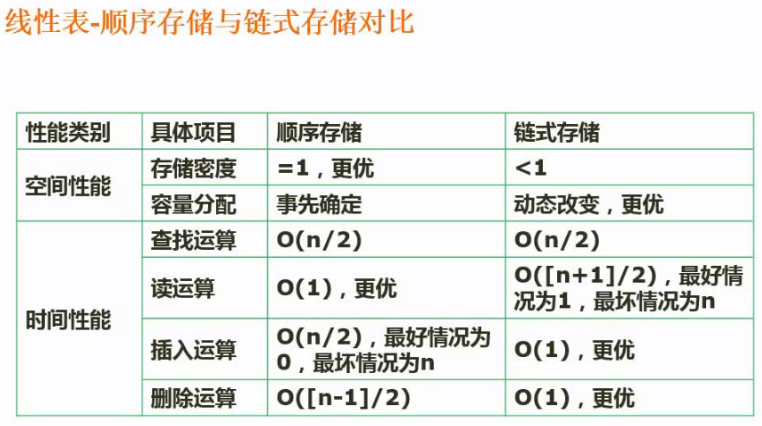 线性表-顺序存储与链式存储对比
性能类别 具体项目 顺序存储 链式存储
空间性能 存储密度 =1，更优 <1
容量分配 事先确定 动态改变，更优
时间性能 查找运算 O(n/2) O(n/2)
读运算 O(1)，更优 O([n+1]/2)，最好情
况为1，最坏情况为n
插入运算 O(n/2)，最好情况为
0，最坏情况为n O(1)，更优
删除运算 O([n-1]/2) O(1)，更优